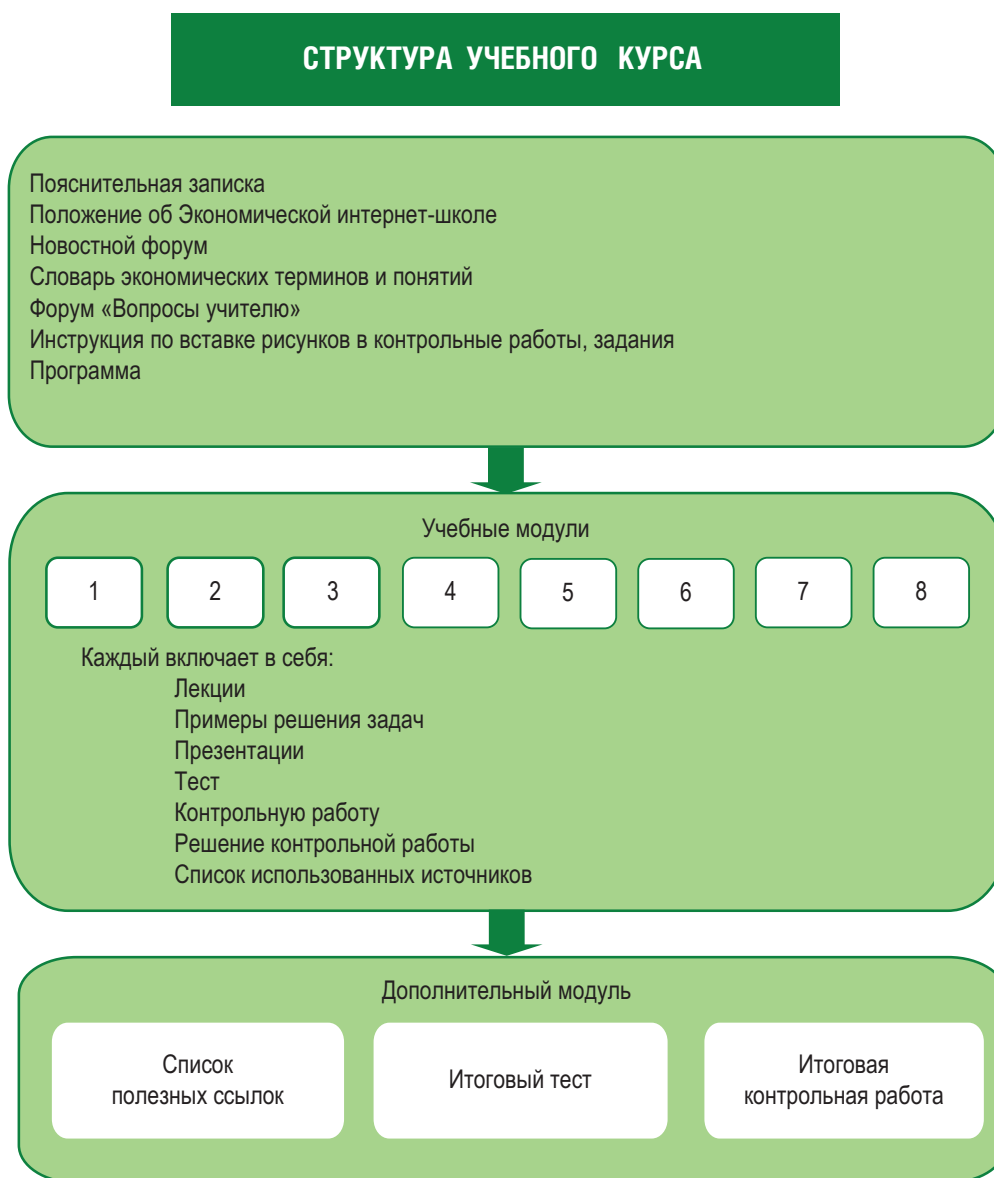 СТРУКТУРА УЧЕБНОГО КУРСА
Пояснительная записка
Положение об Экономической интернет-школе
Новостной форум
Словарь экономических терминов и понятий
Форум «Вопросы учителю»
Инструкция по вставке рисунков в контрольные работы, задания
Программа
Учебные модули
1 2 3 4 5 6 7 8
Каждый включает в себя:
Лекции
Примеры решения задач
Презентации
Тест
Контрольную работу
Решение контрольной работы
Список использованных источников
Дополнительный модуль
Список
полезных ссылок
Итоговый тест
Итоговая
контрольная работа